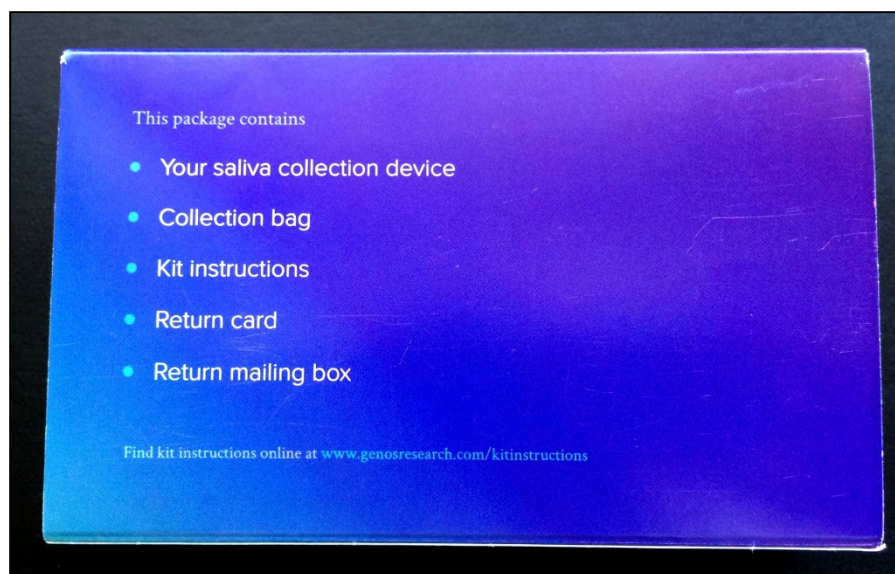 This package contains
• Your saliva collection device
• Collection bag
• Kit instructions
• Return card
• Return mailing box
Find kit instructions online at www.genosresearch.com/kitinstructions